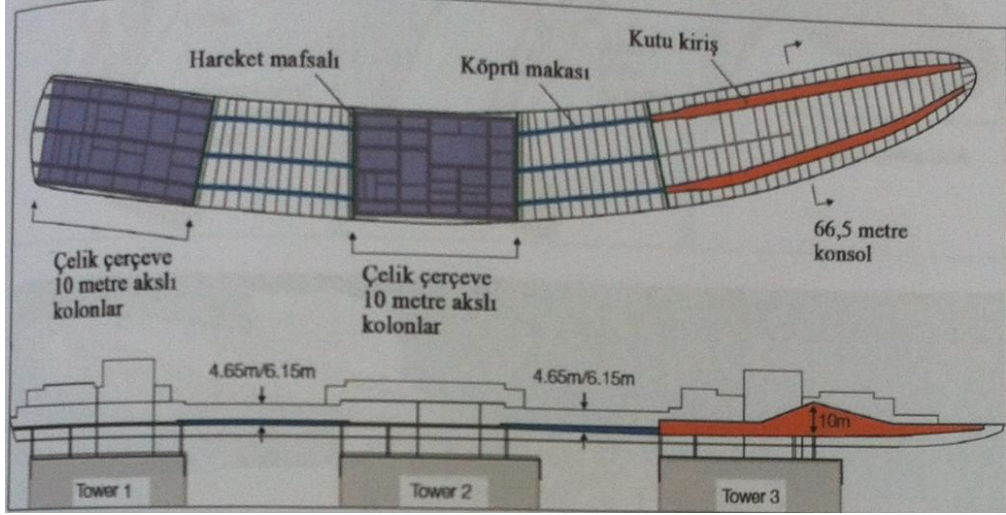 Hareket mafsalı
Köprü makası
Kutu kiriş
66,5 metre
konsol
Çelik çerçeve
10 metre akslı
kolonlar
Çelik çerçeve
10 metre akslı
kolonlar
4.65m/6.15m
4.65m/6.15m
10m
Tower 1
Tower 2
Tower 3